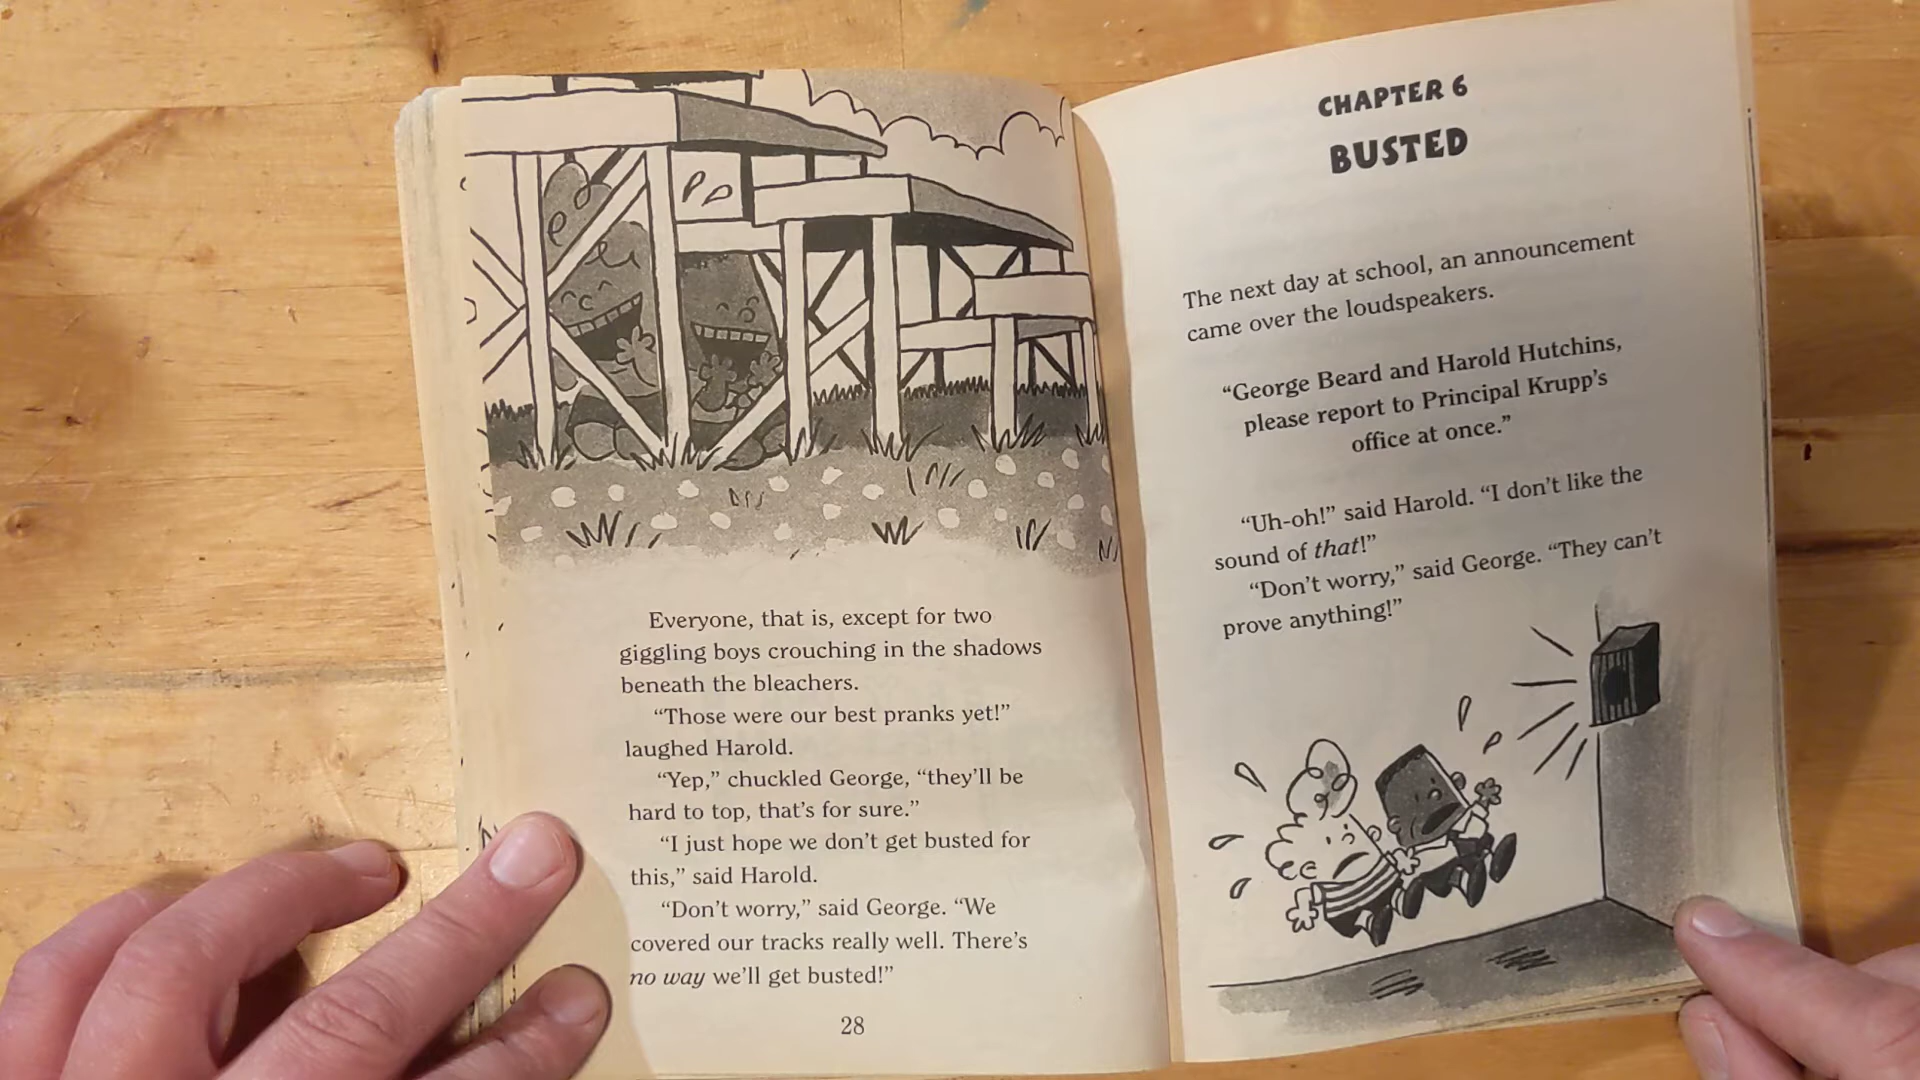 Everyone, that is, except for two
giggling boys crouching in the shadows
beneath the bleachers.
“Those were our best pranks yet!”
laughed Harold.
“Yep,” chuckled George, “they’ll be
hard to top, that’s for sure.”
“I just hope we don’t get busted for
this,” said Harold.
“Don’t worry,” said George. “We
covered our tracks really well. There’s
no way we’ll get busted!”
28
CHAPTER 6
BUSTED
The next day at school, an announcement
came over the loudspeakers.
“George Beard and Harold Hutchins,
please report to Principal Krupp’s
office at once.”
“Uh-oh!” said Harold. “I don’t like the
sound of that!”
“Don’t worry,” said George. “They can’t
prove anything!”